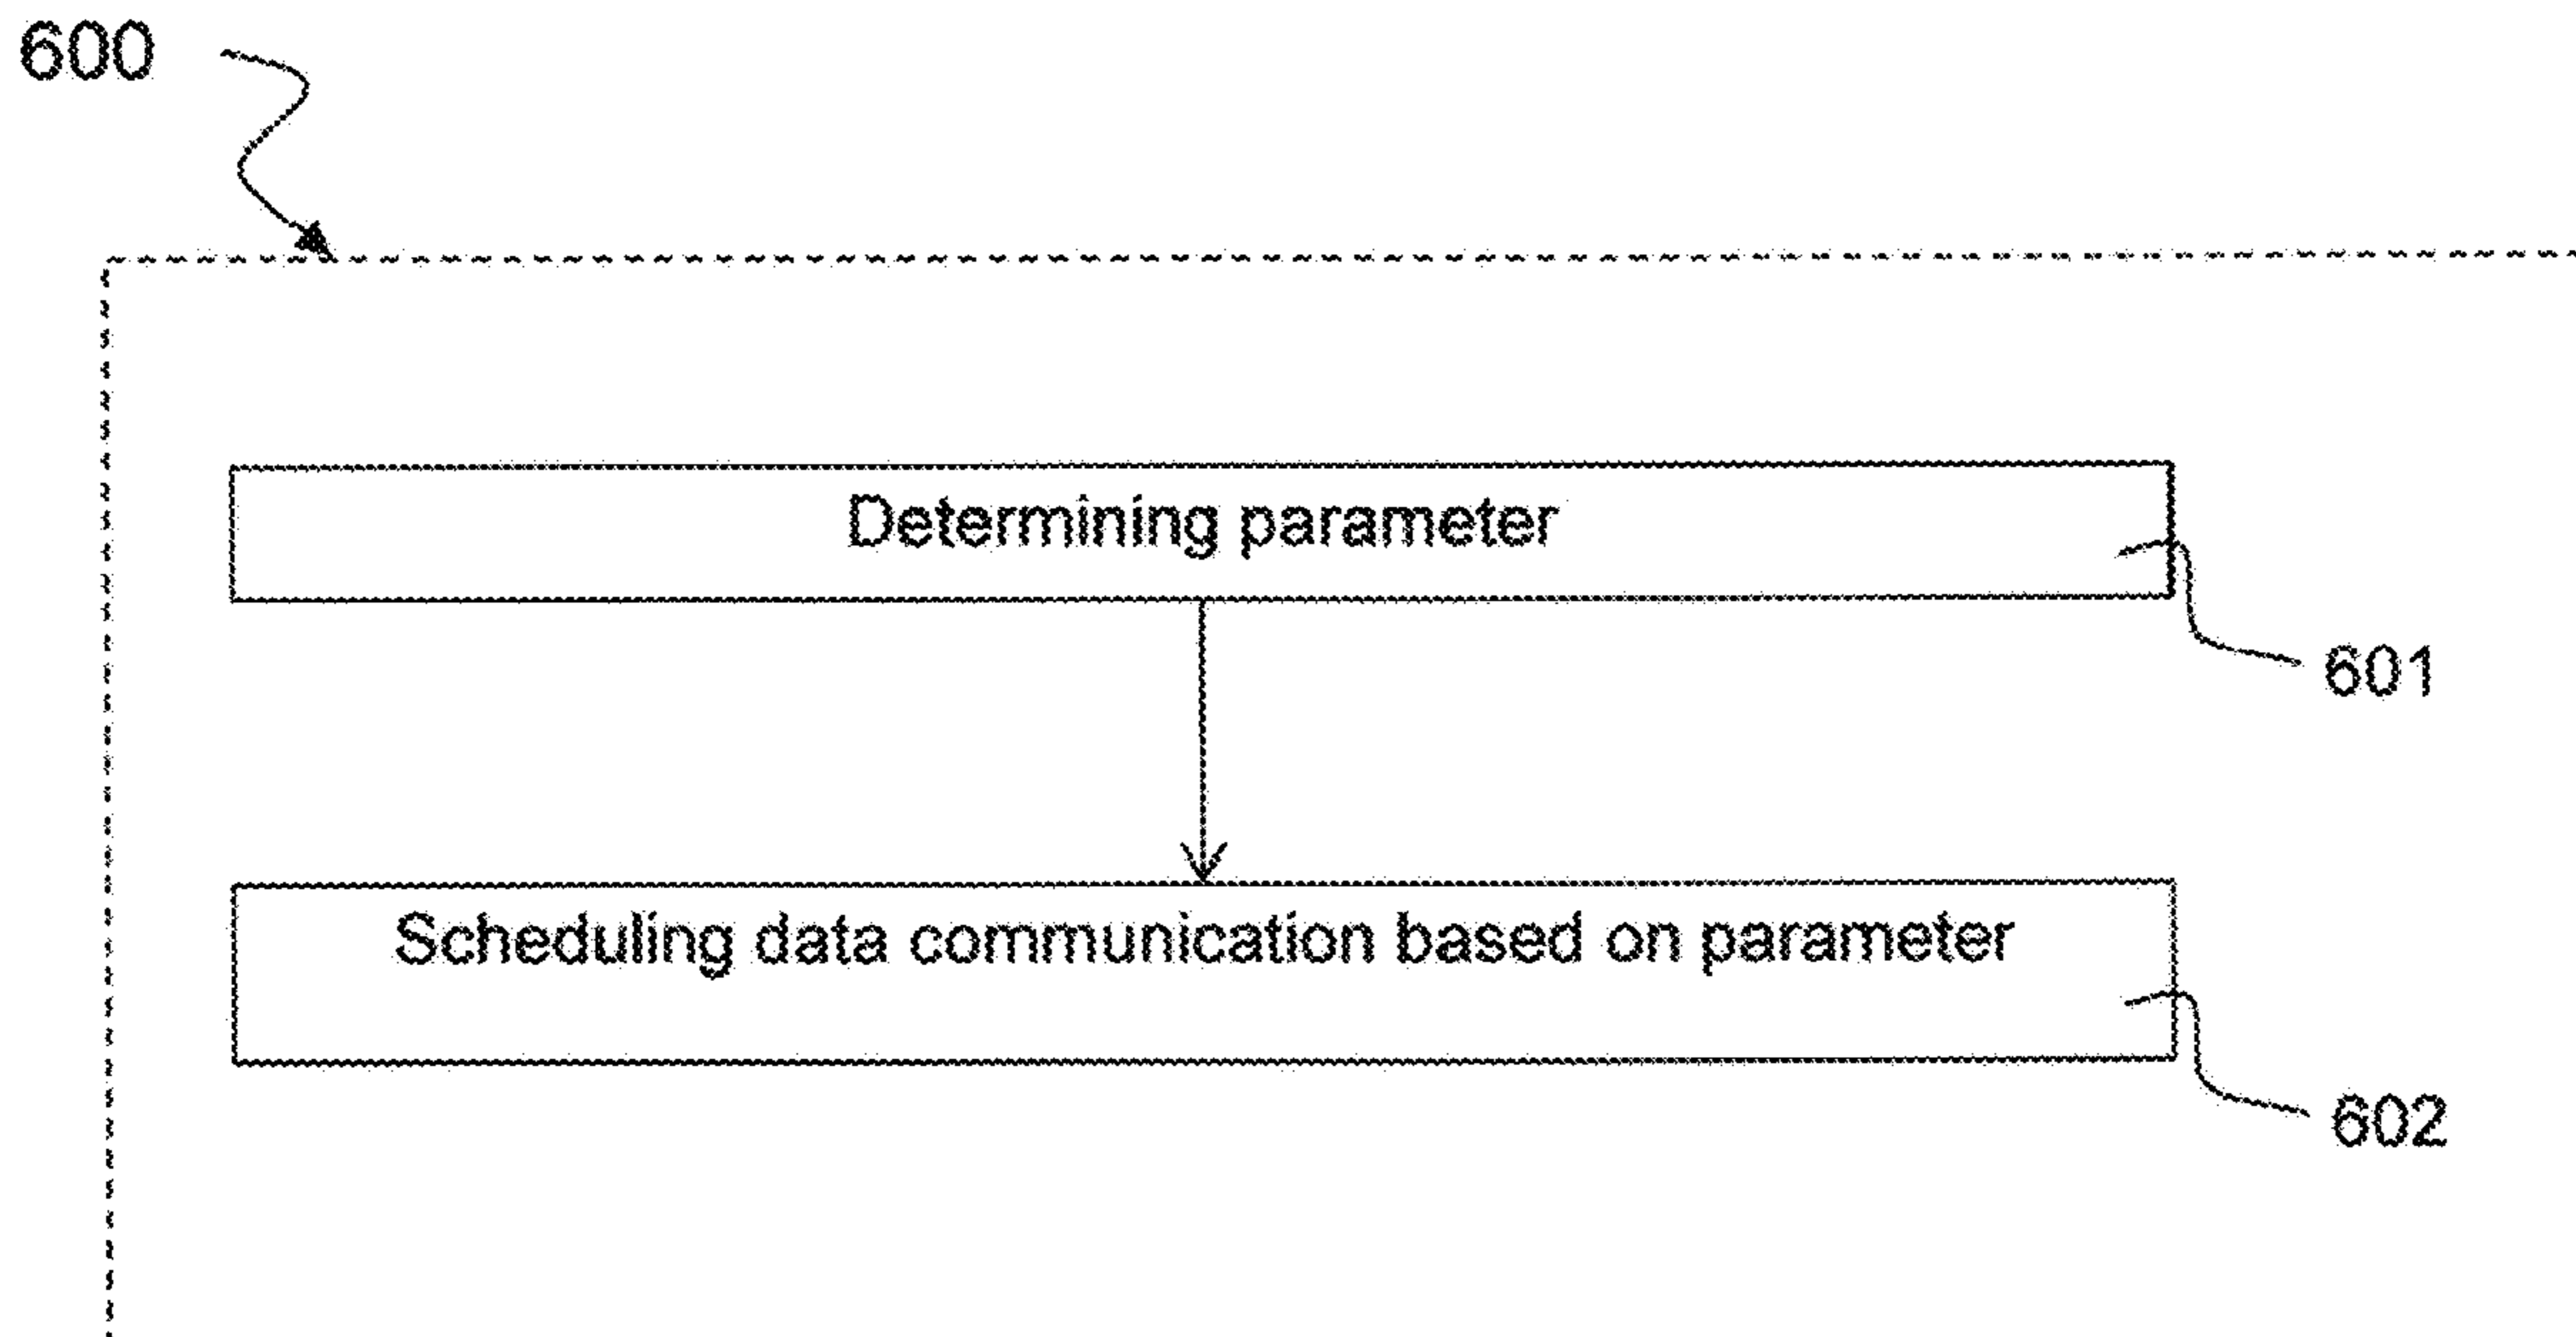 600
Determining parameter
601
Scheduling data communication based on parameter
602